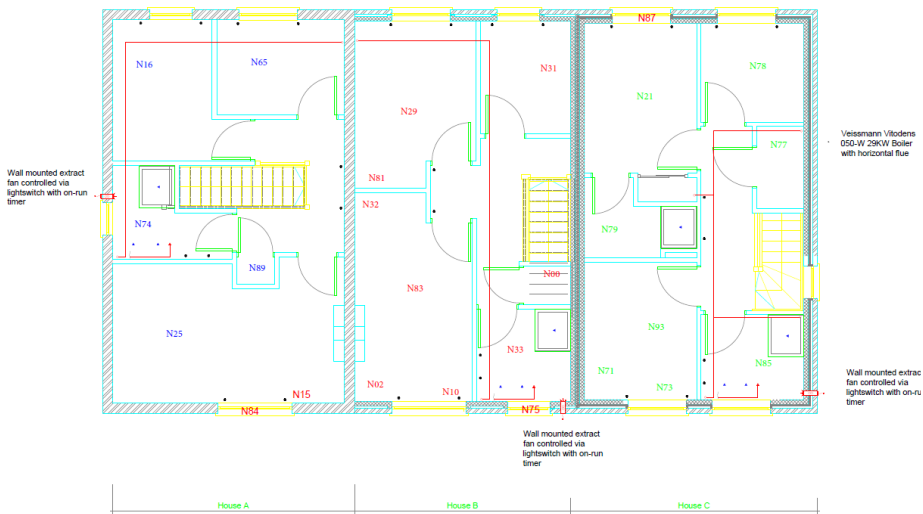 N87
N16
N65
N31
N78
N29
N21
Veissmann Vitodens
050-W 29KW Boiler
with horizontal flue
N77
Wall mounted extract
fan controlled via
lightswitch with on-run
timer
N81
N32
N74
N79
N89
N00
N83
N25
N93
N33
N85
N02
N10
N71
N73
N15
N84
N75
Wall mounted extract
fan controlled via
lightswitch with on-run
timer
Wall mounted extract
fan controlled via
lightswitch with on-ru
timer
House A
House B
House C